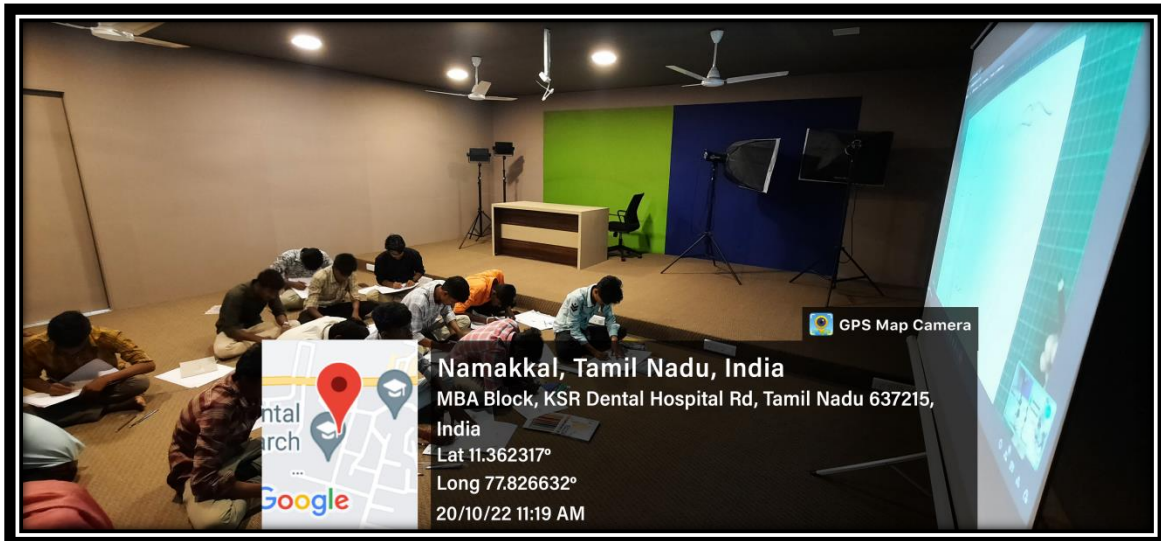 GPS Map Camera
Namakkal, Tamil Nadu, India
MBA Block, KSR Dental Hospital Rd, Tamil Nadu 637215,
India
Lat 11.362317°
Long 77.826632°
20/10/22 11:19 AM
ntal
arch
...
Google